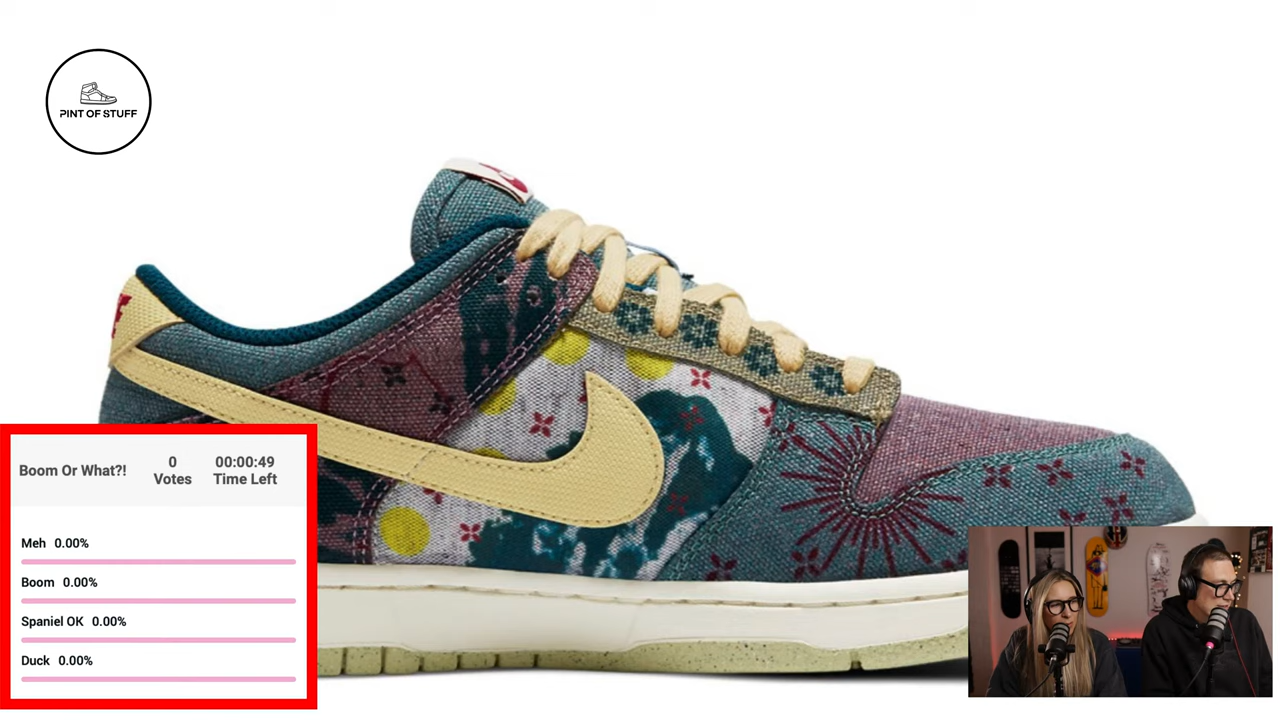 PINT OF STUFF
Boom Or What?!
0
Votes
00:00:49
Time Left
Meh 0.00%
Boom 0.00%
Spaniel OK 0.00%
Duck 0.00%